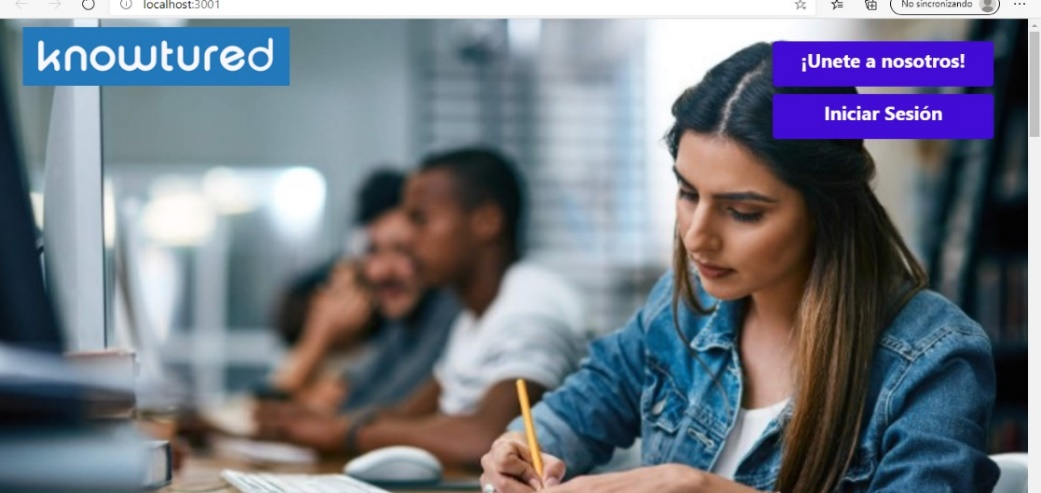 localhost:3001
No sincronizando
knowtured
¡Unete a nosotros!
Iniciar Sesión